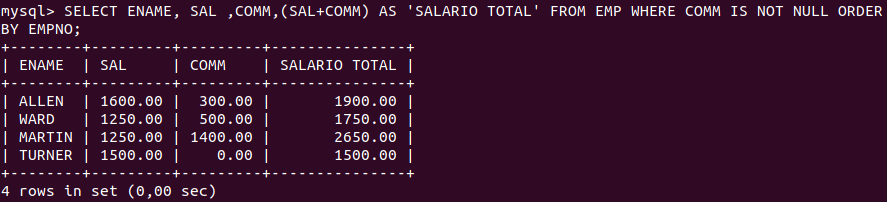 mysql> SELECT ENAME, SAL ,COMM,(SAL+COMM) AS 'SALARIO TOTAL' FROM EMP WHERE COMM IS NOT NULL ORDER
BY EMPNO;
+--------+---------+---------+---------------+
| ENAME  | SAL     | COMM    | SALARIO TOTAL |
+--------+---------+---------+---------------+
| ALLEN  | 1600.00 |  300.00 |       1900.00 |
| WARD   | 1250.00 |  500.00 |       1750.00 |
| MARTIN | 1250.00 | 1400.00 |       2650.00 |
| TURNER | 1500.00 |    0.00 |       1500.00 |
+--------+---------+---------+---------------+
4 rows in set (0,00 sec)